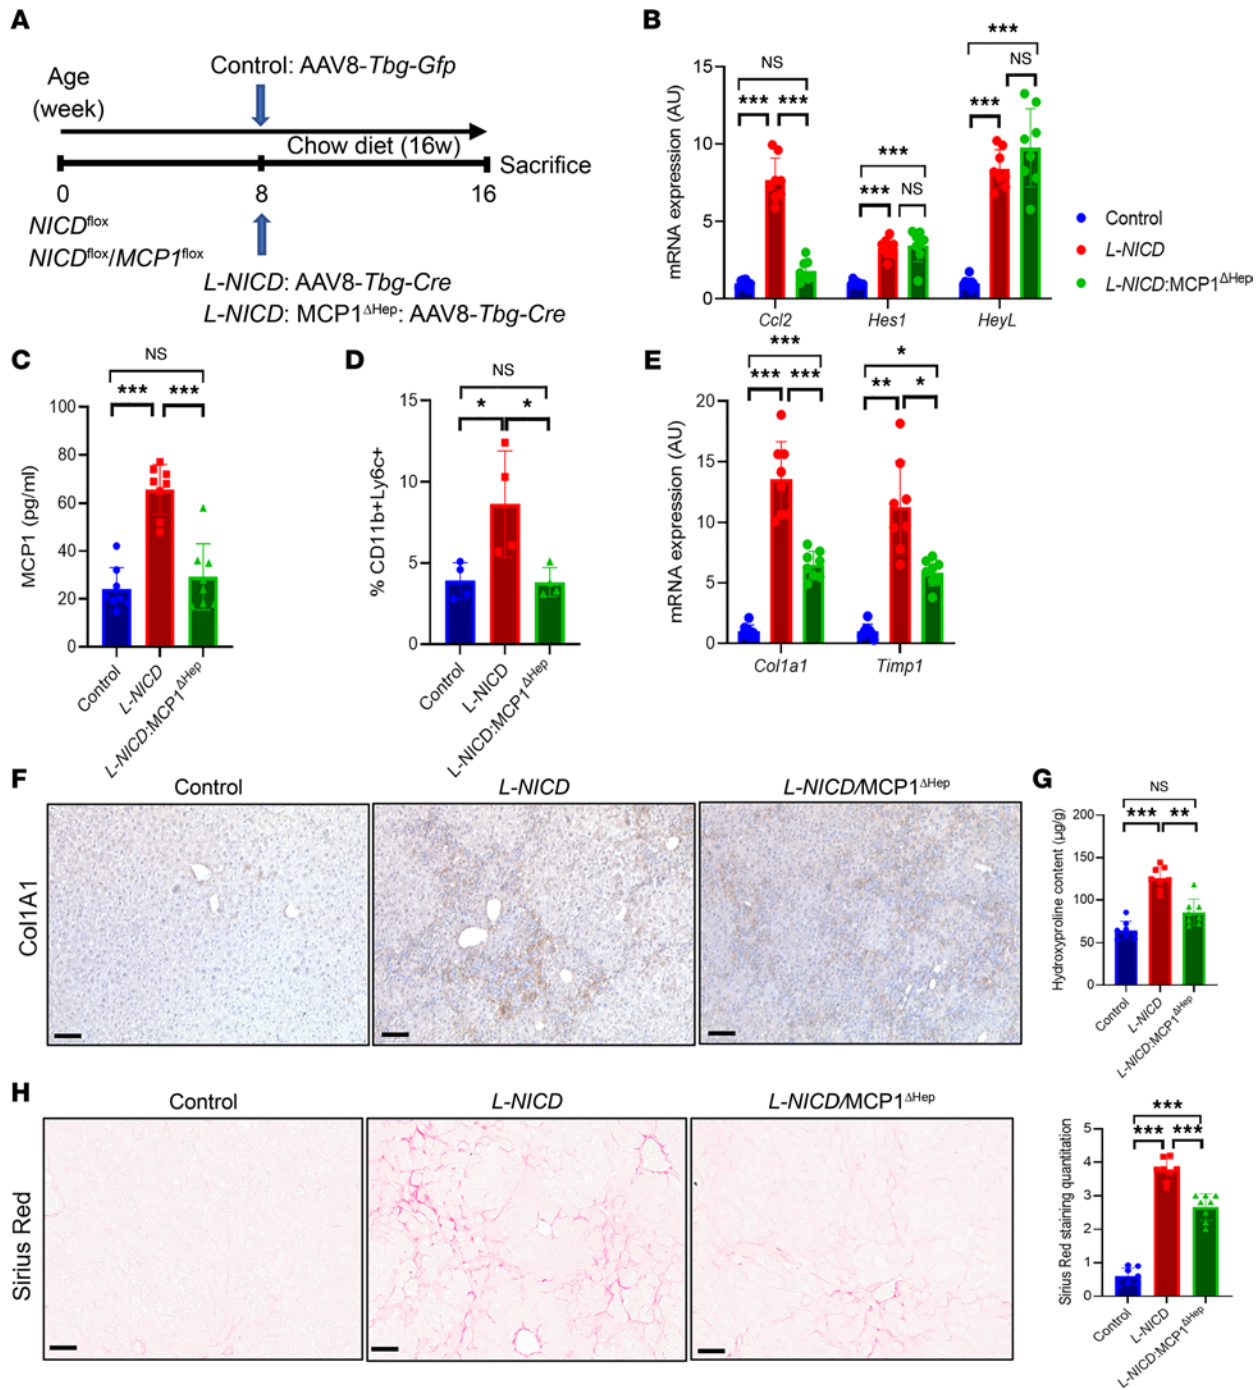 A
Control: AAV8-Tbg-Gfp
Age
(week)
Chow diet (16w)
Sacrifice
0 8 16
NICDflox
NICDflox/MCP1flox
L-NICD: AAV8-Tbg-Cre
L-NICD: MCP1ΔHep: AAV8-Tbg-Cre
B
mRNA expression (AU)
15
10
5
0
NS
*** ***
***
*** NS
***
*** NS
Ccl2 Hes1 HeyL
Control
L-NICD
L-NICD:MCP1ΔHep
C
MCP1 (pg/ml)
100
80
60
40
20
0
NS
*** ***
Control
L-NICD
L-NICD:MCP1ΔHep
D
% CD11b+Ly6c+
15
10
5
0
NS
* *
Control
L-NICD
L-NICD:MCP1ΔHep
E
mRNA expression (AU)
20
15
10
5
0
***
*** ***
*
** *
Col1a1 Timp1
F
Control L-NICD L-NICD/MCP1ΔHep
Col1A1
G
Hydroxyproline content (µg/g)
200
150
100
50
0
NS
*** **
Control
L-NICD
L-NICD:MCP1ΔHep
H
Control L-NICD L-NICD/MCP1ΔHep
Sirius Red
Sirius Red staining quantitation
5
4
3
2
1
0
***
*** ***
Control
L-NICD
L-NICD:MCP1ΔHep